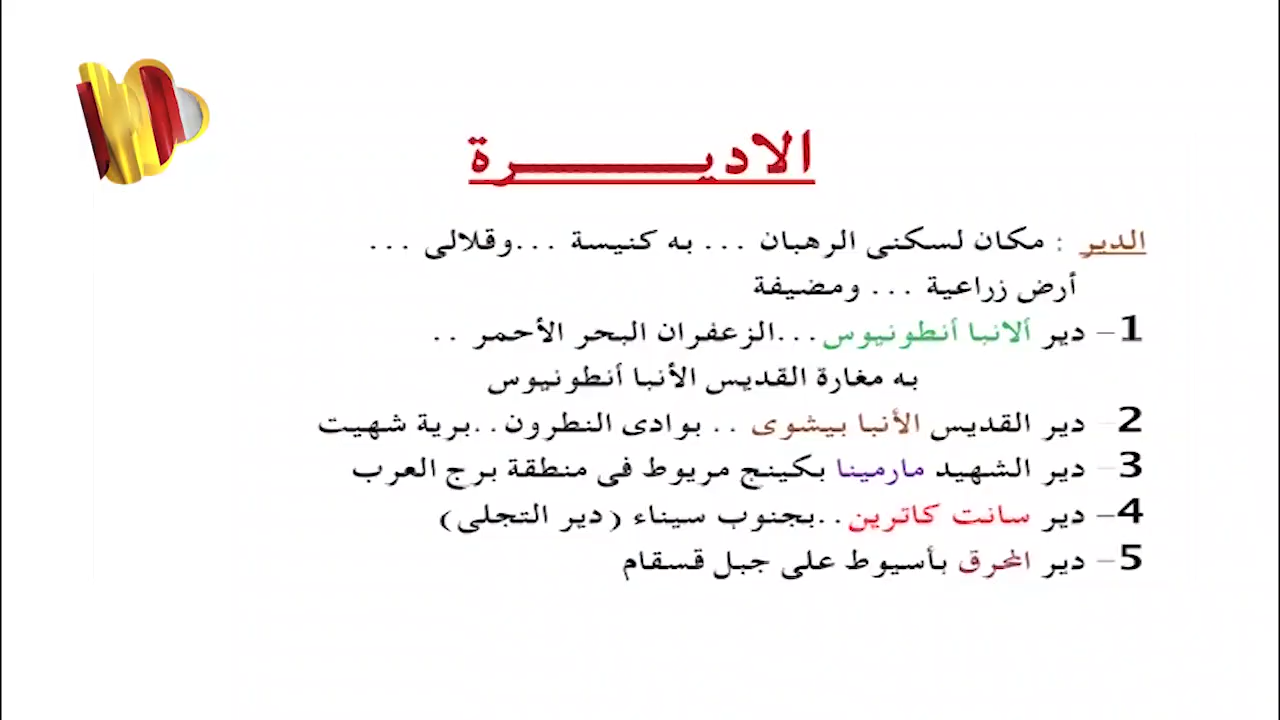 الاديـــــــــــرة
الدير : مكان لسكنى الرهبان ... به كنيسة ...وقلالى ...
أرض زراعية ... ومضيفة
1- دير ألانبا أنطونيوس...الزعفران البحر الأحمر ..
به مغارة القديس الأنبا أنطونيوس
2- دير القديس الأنبا بيشوى .. بوادى النطرون..برية شهيت
3- دير الشهيد مارمينا بكينج مريوط فى منطقة برج العرب
4- دير سانت كاترين..بجنوب سيناء (دير التجلى)
5- دير المحرق بأسيوط على جبل قسقام